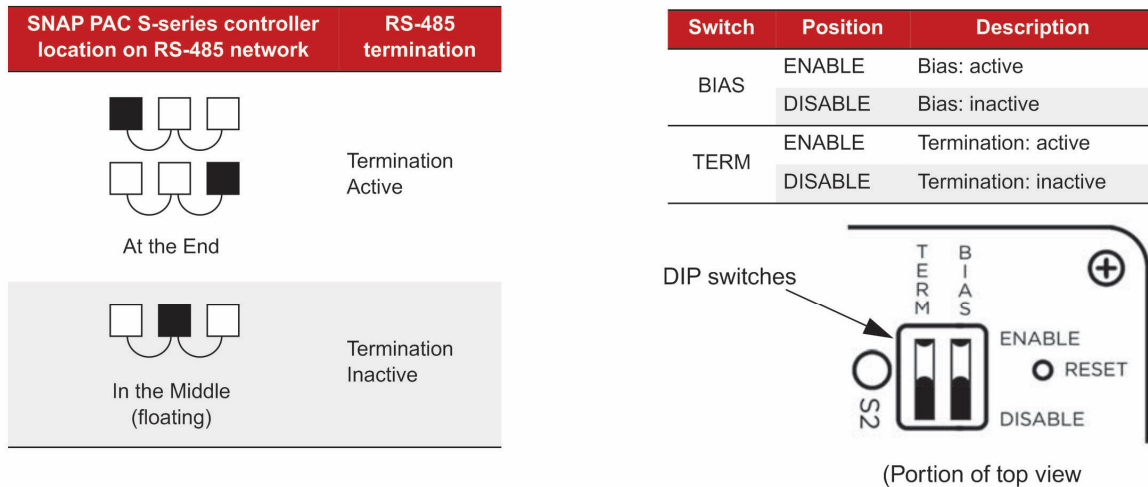 SNAP PAC S-series controller
location on RS-485 network
RS-485
termination
Termination
Active
At the End
Termination
Inactive
In the Middle
(floating)
Switch Position Description
BIAS
ENABLE Bias: active
DISABLE Bias: inactive
TERM
ENABLE Termination: active
DISABLE Termination: inactive
DIP switches
TERM
BIAS
ENABLE
RESET
S2
DISABLE
(Portion of top view